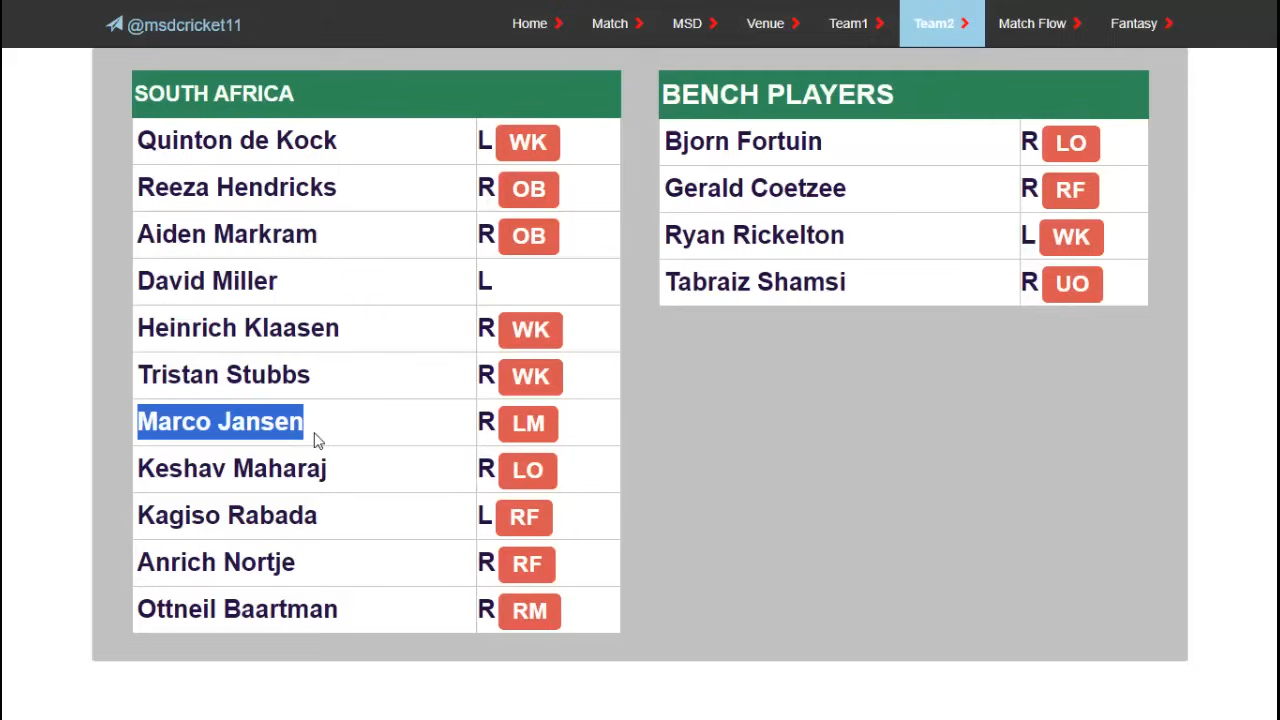 @msdcricket11 Home Match MSD Venue Team1 Team2 Match Flow Fantasy
SOUTH AFRICA
Quinton de Kock L WK
Reeza Hendricks R OB
Aiden Markram R OB
David Miller L
Heinrich Klaasen R WK
Tristan Stubbs R WK
Marco Jansen R LM
Keshav Maharaj R LO
Kagiso Rabada L RF
Anrich Nortje R RF
Ottneil Baartman R RM
BENCH PLAYERS
Bjorn Fortuin R LO
Gerald Coetzee R RF
Ryan Rickelton L WK
Tabraiz Shamsi R UO